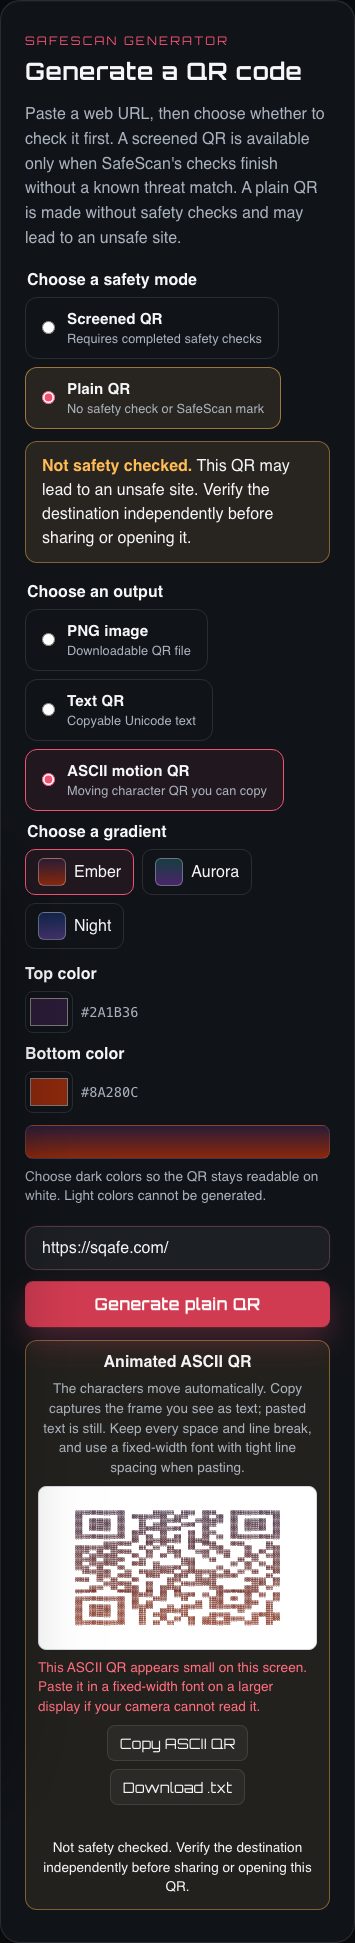 SAFESCAN GENERATOR
Generate a QR code
Paste a web URL, then choose whether to
check it first. A screened QR is available
only when SafeScan's checks finish
without a known threat match. A plain QR
is made without safety checks and may
lead to an unsafe site.
Choose a safety mode
Screened QR
Requires completed safety checks
Plain QR
No safety check or SafeScan mark
Not safety checked. This QR may
lead to an unsafe site. Verify the
destination independently before
sharing or opening it.
Choose an output
PNG image
Downloadable QR file
Text QR
Copyable Unicode text
ASCII motion QR
Moving character QR you can copy
Choose a gradient
Ember
Aurora
Night
Top color
#2A1B36
Bottom color
#8A280C
Choose dark colors so the QR stays readable on
white. Light colors cannot be generated.
https://sqafe.com/
Generate plain QR
Animated ASCII QR
The characters move automatically. Copy
captures the frame you see as text; pasted
text is still. Keep every space and line break,
and use a fixed-width font with tight line
spacing when pasting.
This ASCII QR appears small on this screen.
Paste it in a fixed-width font on a larger
display if your camera cannot read it.
Copy ASCII QR
Download .txt
Not safety checked. Verify the destination
independently before sharing or opening this
QR.